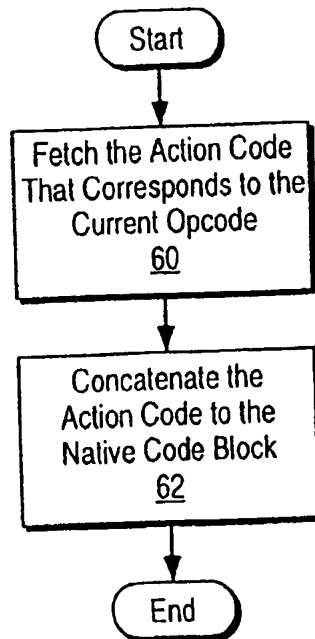 Start
Fetch the Action Code
That Corresponds to the
Current Opcode
60
Concatenate the
Action Code to the
Native Code Block
62
End